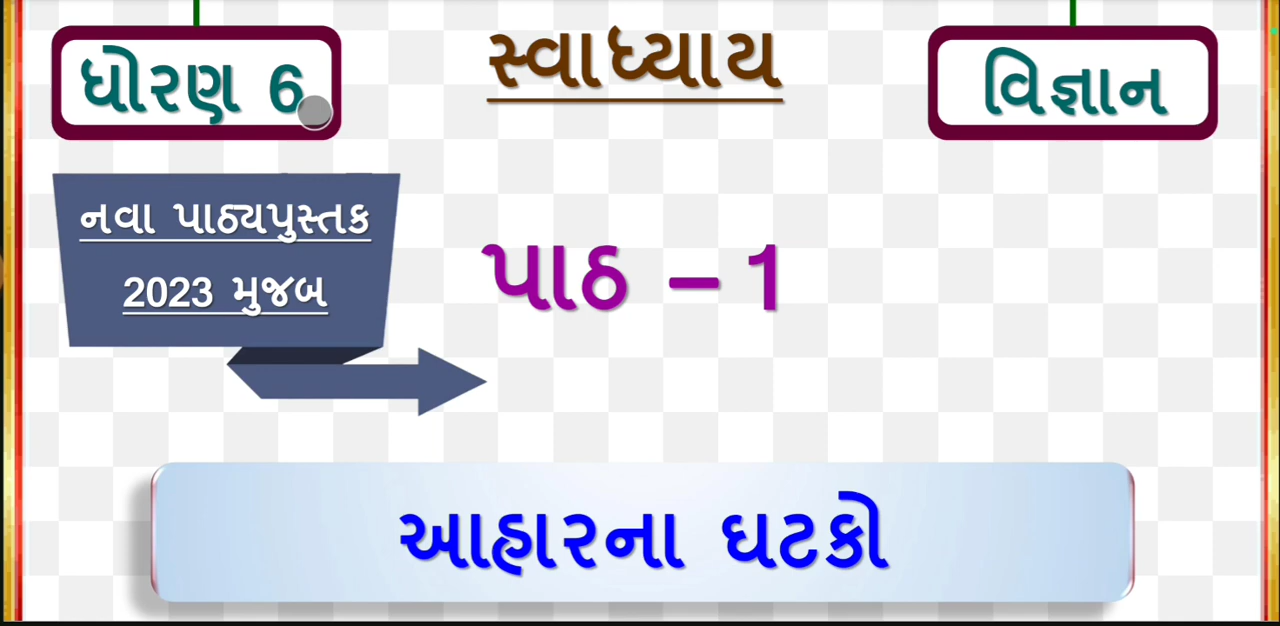 ધોરણ 6
સ્વાધ્યાય
વિજ્ઞાન
નવા પાઠ્યપુસ્તક
2023 મુજબ
પાઠ – 1
આહારના ઘટકો